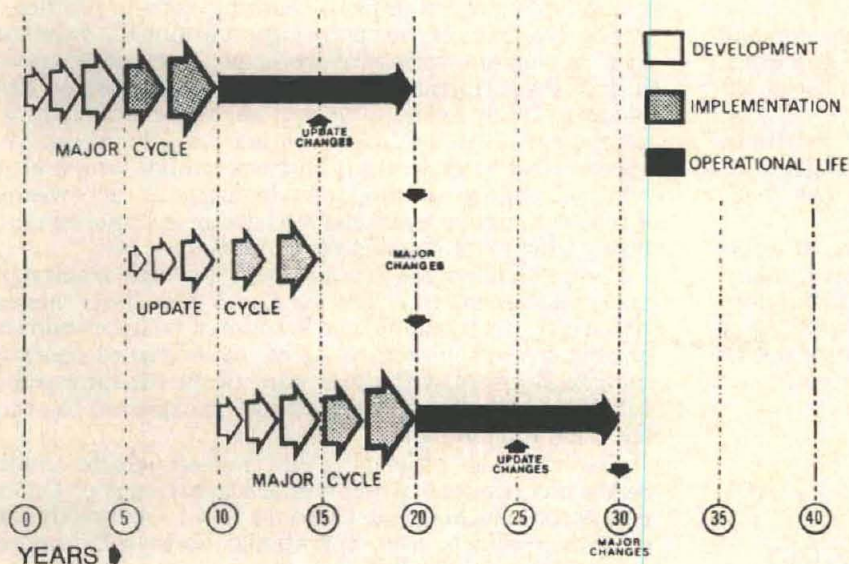 DEVELOPMENT
IMPLEMENTATION
OPERATIONAL LIFE
MAJOR CYCLE
UPDATE
CHANGES
MAJOR
CHANGES
UPDATE CYCLE
MAJOR CYCLE
UPDATE
CHANGES
0 5 10 15 20 25 30 35 40
MAJOR
CHANGES
YEARS